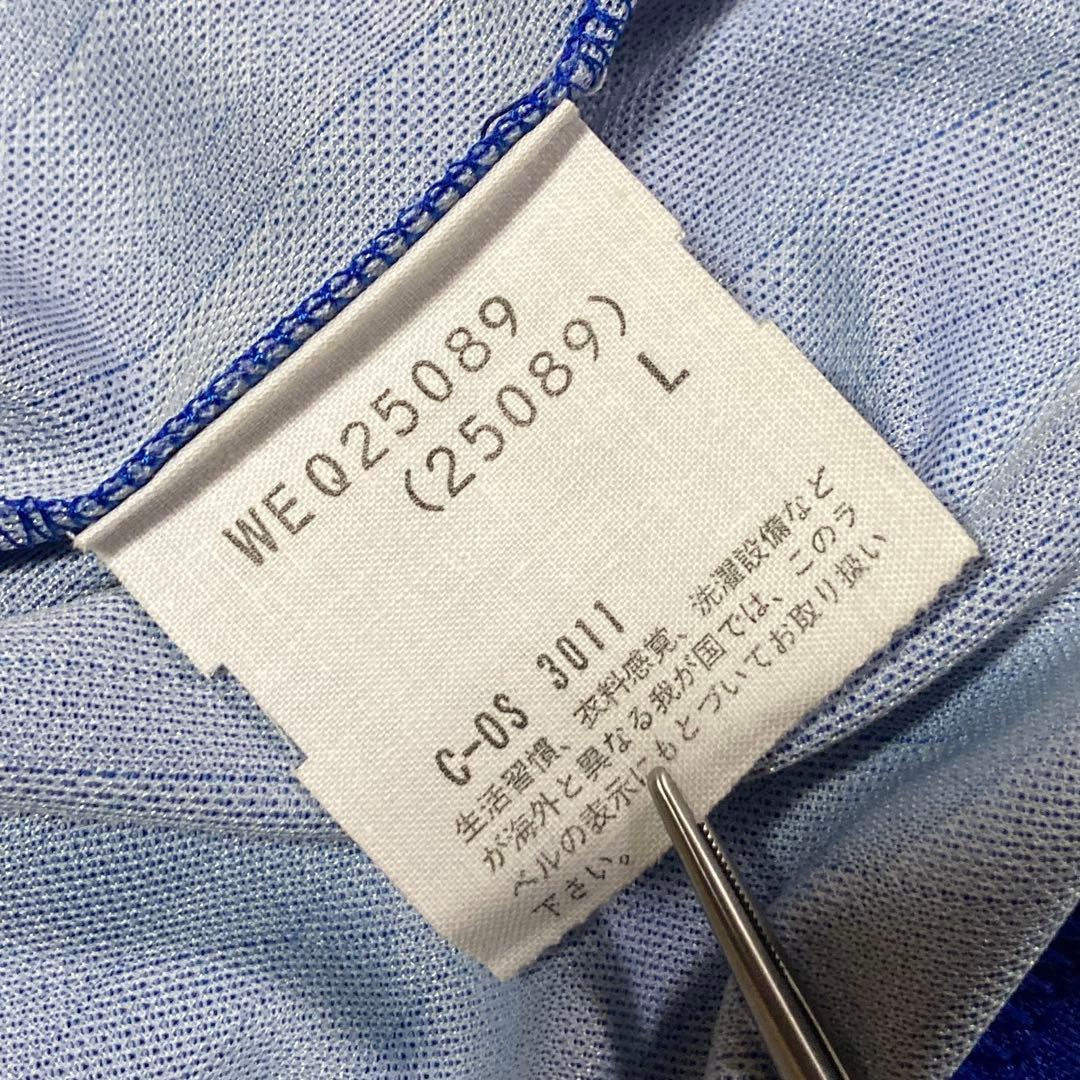 WEQ25089
(25089)
L
C-OS 3011
生活習慣、衣料感覚、洗濯設備など
が海外と異なる我が国では、このラ
ベルの表示にもとづいてお取り扱い
下さい。